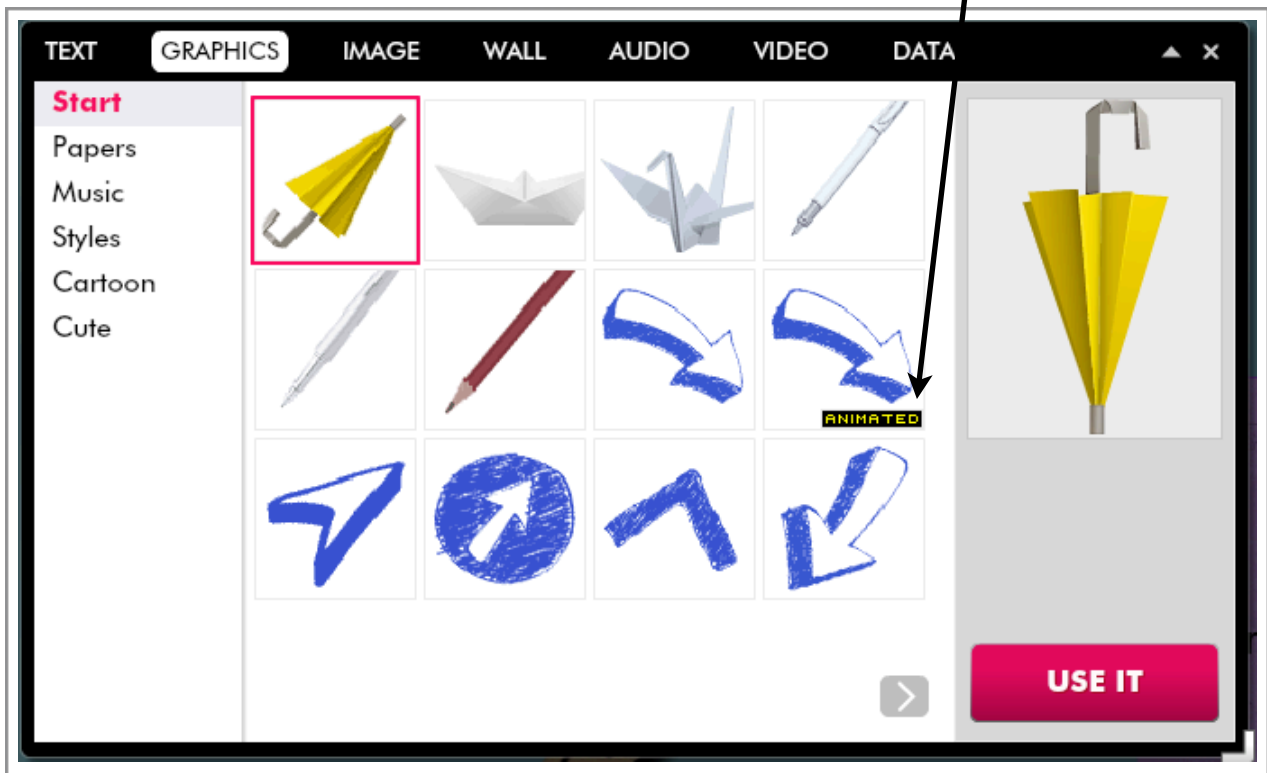 TEXT GRAPHICS IMAGE WALL AUDIO VIDEO DATA
Start
Papers
Music
Styles
Cartoon
Cute
ANIMATED
USE IT